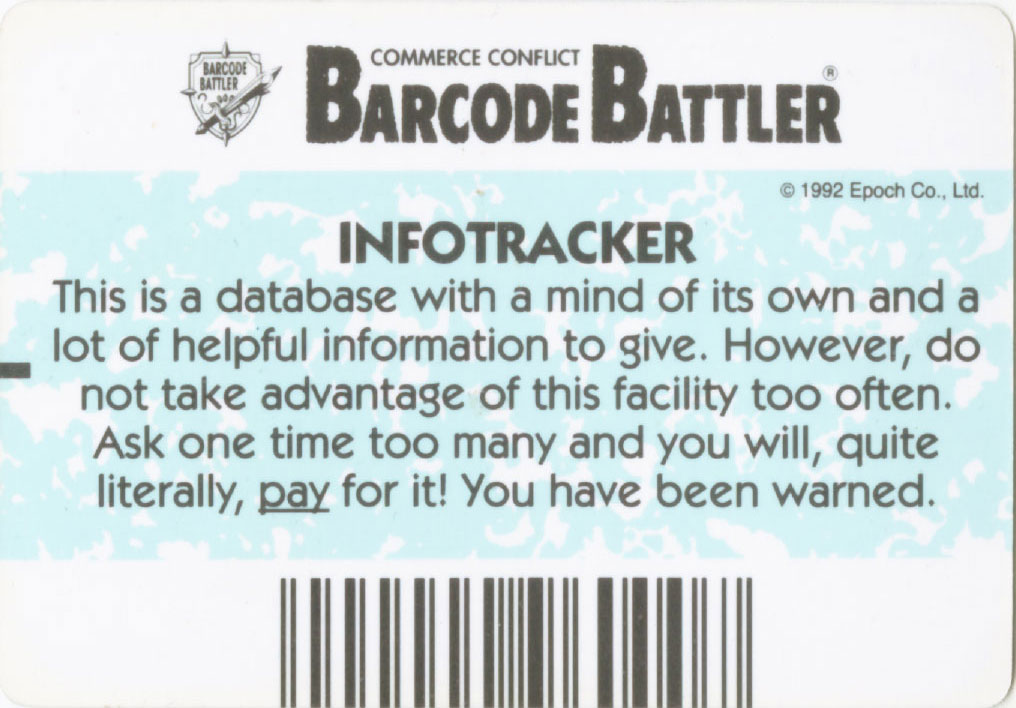 BARCODE
BATTLER
COMMERCE CONFLICT
BARCODE BATTLER®
© 1992 Epoch Co., Ltd.
INFOTRACKER
This is a database with a mind of its own and a
lot of helpful information to give. However, do
not take advantage of this facility too often.
Ask one time too many and you will, quite
literally, pay for it! You have been warned.